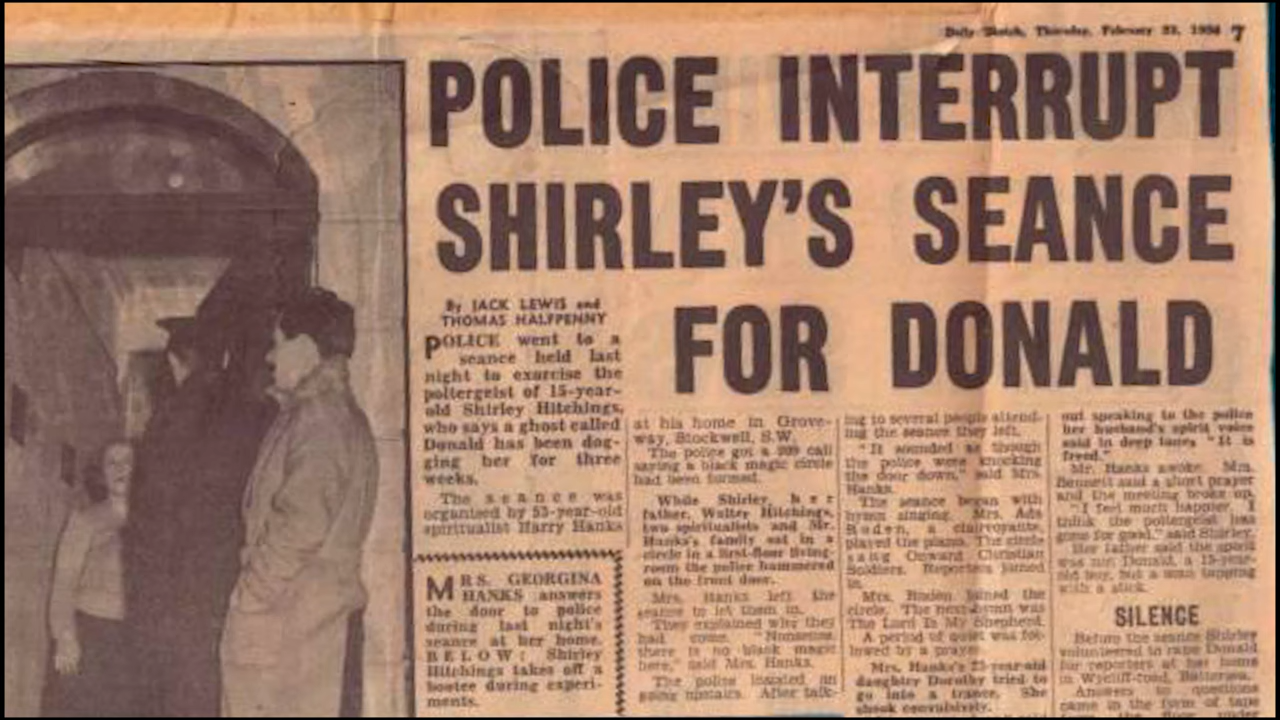 Daily Sketch, Thursday, February 23, 1956 7
POLICE INTERRUPT
SHIRLEY'S SEANCE
FOR DONALD
By JACK LEWIS and
THOMAS HALFPENNY
POLICE went to a
seance held last
night to exorcise the
poltergeist of 15-year-
old Shirley Hitchings,
who says a ghost called
Donald has been dog-
ging her for three
weeks.
The seance was
organised by 53-year-old
spiritualist Harry Hanks
MRS. GEORGINA
HANKS answers
the door to police
during last night's
seance at her home.
BELOW: Shirley
Hitchings takes off a
bootee during experi-
ments.
at his home in Grove-
way, Stockwell, S.W.
The police got a 999 call
saying a black magic circle
had been formed.
While Shirley, her
father, Walter Hitchings,
two spiritualists and Mr.
Hanks's family sat in a
circle in a first-floor living-
room the police hammered
on the front door.
Mrs. Hanks left the
seance to let them in.
They explained why they
had come. "Nonsense,
there is no black magic
here," said Mrs. Hanks.
The police insisted on
going upstairs. After talk-
ing to several people attend-
ing the seance they left.
"It sounded as though
the police were knocking
the door down," said Mrs.
Hanks.
The seance began with
hymn singing. Mrs. Ada
Roden, a clairvoyante,
played the piano. The circle
sang Onward Christian
Soldiers. Reporters joined
in.
Mrs. Roden joined the
circle. The next hymn was
The Lord Is My Shepherd.
A period of quiet was fol-
lowed by a prayer.
Mrs. Hanks's 23-year-old
daughter Dorothy tried to
go into a trance. She
shook convulsively.
out speaking to the police
her husband's spirit voice
said in deep tones "It is
freed."
Mr. Hanks awoke. Mrs.
Bennett said a short prayer
and the meeting broke up.
"I feel much happier. I
think the poltergeist has
gone for good," said Shirley.
Her father said the spirit
was not Donald, a 15-year-
old boy, but a man tapping
with a stick.
SILENCE
Before the seance Shirley
volunteered to raise Donald
for reporters at her home
in Wycliff-road, Battersea.
Answers to questions
came in the form of taps